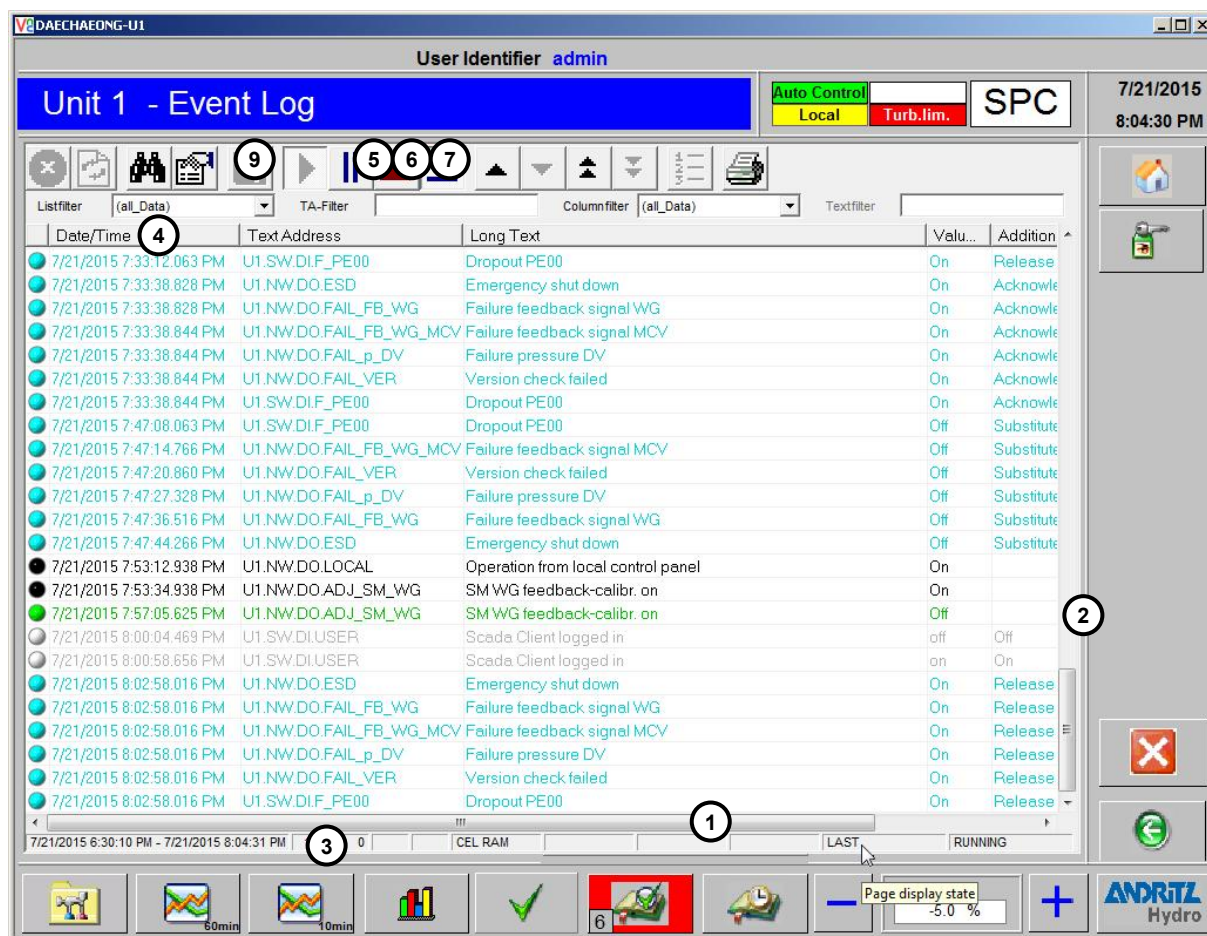 DAECHAEONG-U1
User Identifier admin
Unit 1 - Event Log
Auto Control
Local Turb.lim.
SPC
7/21/2015
8:04:30 PM
9 5 6 7
Listfilter (all_Data) TA-Filter Columnfilter (all_Data) Textfilter
4
Date/Time Text Address Long Text Valu... Addition
7/21/2015 7:33:12.063 PM U1.SW.DI.F_PE00 Dropout PE00 On Release
7/21/2015 7:33:38.828 PM U1.NW.DO.ESD Emergency shut down On Acknowle
7/21/2015 7:33:38.828 PM U1.NW.DO.FAIL_FB_WG Failure feedback signal WG On Acknowle
7/21/2015 7:33:38.844 PM U1.NW.DO.FAIL_FB_WG_MCV Failure feedback signal MCV On Acknowle
7/21/2015 7:33:38.844 PM U1.NW.DO.FAIL_p_DV Failure pressure DV On Acknowle
7/21/2015 7:33:38.844 PM U1.NW.DO.FAIL_VER Version check failed On Acknowle
7/21/2015 7:33:38.844 PM U1.SW.DI.F_PE00 Dropout PE00 On Acknowle
7/21/2015 7:47:08.063 PM U1.SW.DI.F_PE00 Dropout PE00 Off Substitute
7/21/2015 7:47:14.766 PM U1.NW.DO.FAIL_FB_WG_MCV Failure feedback signal MCV Off Substitute
7/21/2015 7:47:20.860 PM U1.NW.DO.FAIL_VER Version check failed Off Substitute
7/21/2015 7:47:27.328 PM U1.NW.DO.FAIL_p_DV Failure pressure DV Off Substitute
7/21/2015 7:47:36.516 PM U1.NW.DO.FAIL_FB_WG Failure feedback signal WG Off Substitute
7/21/2015 7:47:44.266 PM U1.NW.DO.ESD Emergency shut down Off Substitute
7/21/2015 7:53:12.938 PM U1.NW.DO.LOCAL Operation from local control panel On
7/21/2015 7:53:34.938 PM U1.NW.DO.ADJ_SM_WG SM WG feedback-calibr. on On
7/21/2015 7:57:05.625 PM U1.NW.DO.ADJ_SM_WG SM WG feedback-calibr. on Off
2
7/21/2015 8:00:04.469 PM U1.SW.DI.USER Scada Client logged in off Off
7/21/2015 8:00:58.656 PM U1.SW.DI.USER Scada Client logged in on On
7/21/2015 8:02:58.016 PM U1.NW.DO.ESD Emergency shut down On Release
7/21/2015 8:02:58.016 PM U1.NW.DO.FAIL_FB_WG Failure feedback signal WG On Release
7/21/2015 8:02:58.016 PM U1.NW.DO.FAIL_FB_WG_MCV Failure feedback signal MCV On Release
7/21/2015 8:02:58.016 PM U1.NW.DO.FAIL_p_DV Failure pressure DV On Release
7/21/2015 8:02:58.016 PM U1.NW.DO.FAIL_VER Version check failed On Release
7/21/2015 8:02:58.016 PM U1.SW.DI.F_PE00 Dropout PE00 On Release
1
7/21/2015 6:30:10 PM - 7/21/2015 8:04:31 PM 3 0 CEL RAM LAST RUNNING
60min 10min 6
Page display state
-5.0 %
ANDRITZ
Hydro